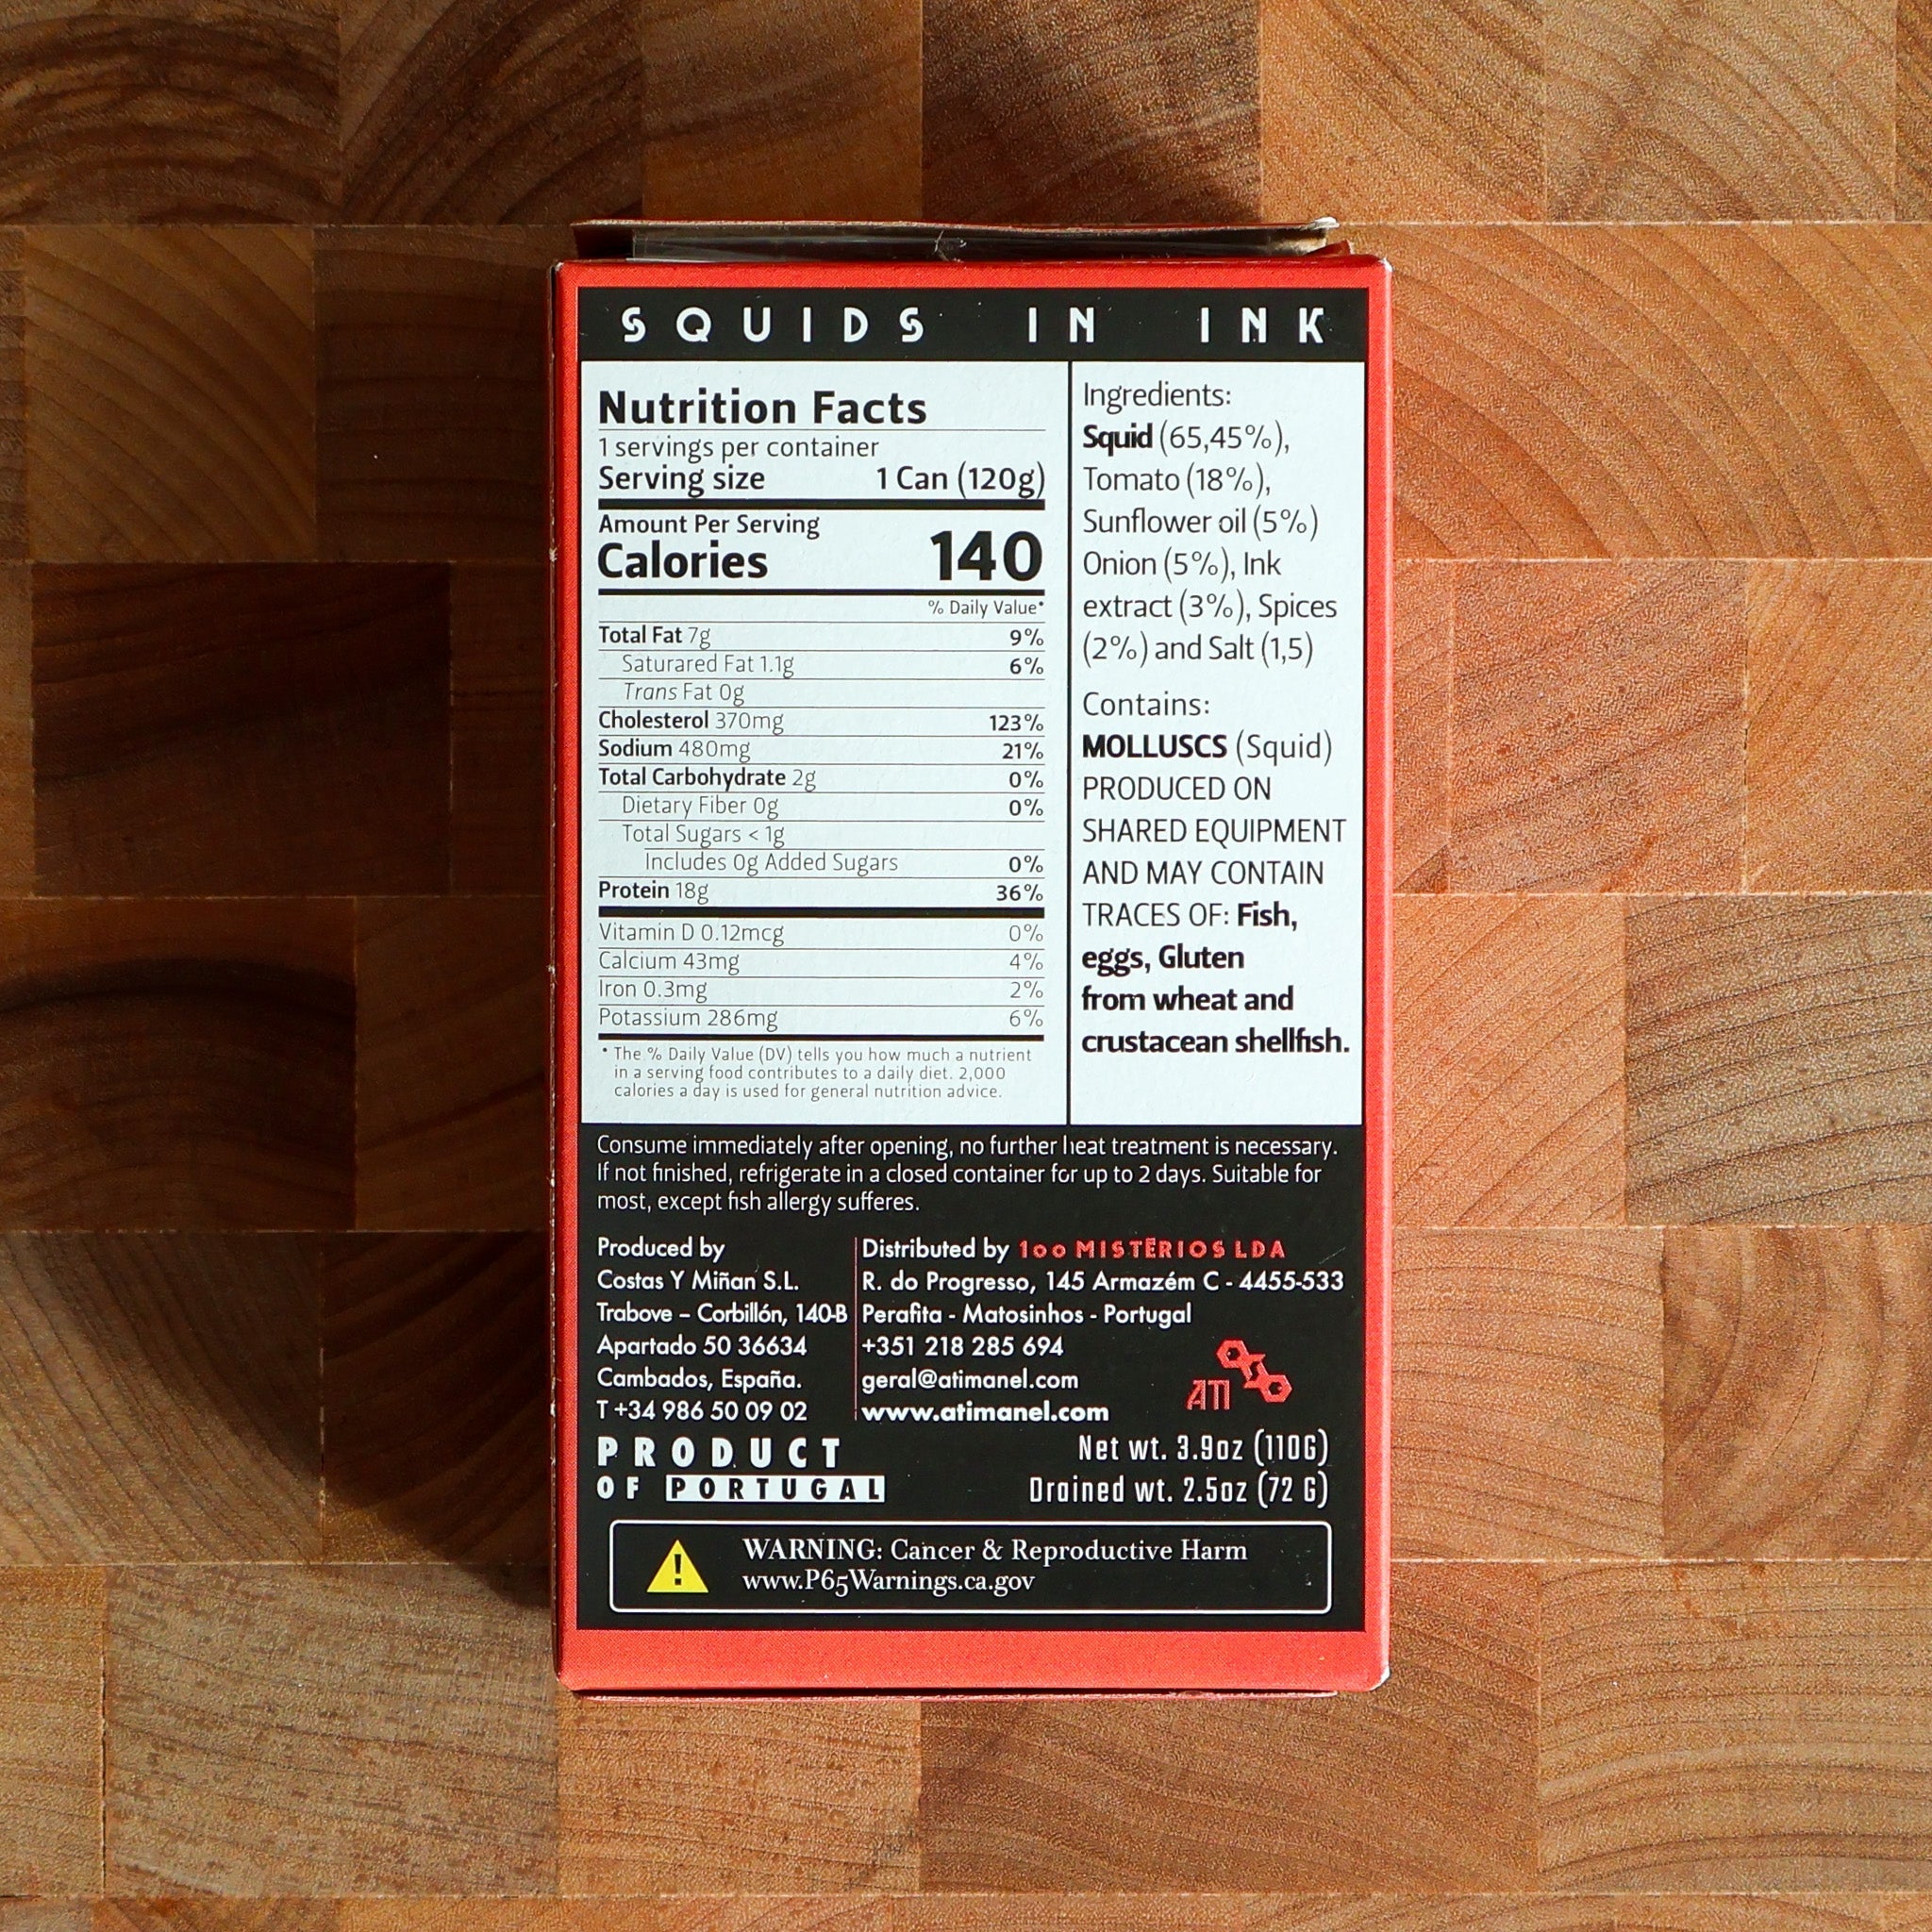 SQUIDS IN INK
Nutrition Facts
1 servings per container
Serving size 1 Can (120g)
Amount Per Serving
Calories 140
% Daily Value*
Total Fat 7g 9%
Saturared Fat 1.1g 6%
Trans Fat 0g
Cholesterol 370mg 123%
Sodium 480mg 21%
Total Carbohydrate 2g 0%
Dietary Fiber 0g 0%
Total Sugars < 1g
Includes 0g Added Sugars 0%
Protein 18g 36%
Vitamin D 0.12mcg 0%
Calcium 43mg 4%
Iron 0.3mg 2%
Potassium 286mg 6%
* The % Daily Value (DV) tells you how much a nutrient
in a serving food contributes to a daily diet. 2,000
calories a day is used for general nutrition advice.
Ingredients:
Squid (65,45%),
Tomato (18%),
Sunflower oil (5%)
Onion (5%), Ink
extract (3%), Spices
(2%) and Salt (1,5)
Contains:
MOLLUSCS (Squid)
PRODUCED ON
SHARED EQUIPMENT
AND MAY CONTAIN
TRACES OF: Fish,
eggs, Gluten
from wheat and
crustacean shellfish.
Consume immediately after opening, no further heat treatment is necessary.
If not finished, refrigerate in a closed container for up to 2 days. Suitable for
most, except fish allergy sufferes.
Produced by
Costas Y Miñan S.L.
Trabove – Corbillón, 140-B
Apartado 50 36634
Cambados, España.
T +34 986 50 09 02
Distributed by 100 MISTÉRIOS LDA
R. do Progresso, 145 Armazém C - 4455-533
Perafita - Matosinhos - Portugal
+351 218 285 694
geral@atimanel.com
www.atimanel.com
ATI
PRODUCT
OF PORTUGAL
Net wt. 3.9oz (110G)
Drained wt. 2.5oz (72 G)
WARNING: Cancer & Reproductive Harm
www.P65Warnings.ca.gov